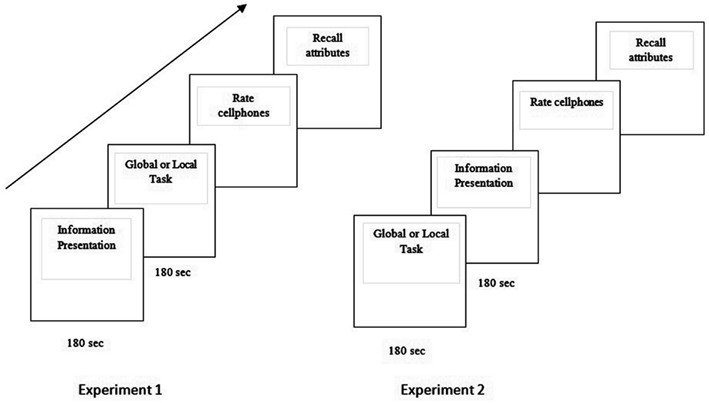 Recall
attributes
Rate
cellphones
Global or Local
Task
Information
Presentation
180 sec
180 sec
Experiment 1
Recall
attributes
Rate cellphones
Information
Presentation
Global or Local
Task
180 sec
180 sec
Experiment 2